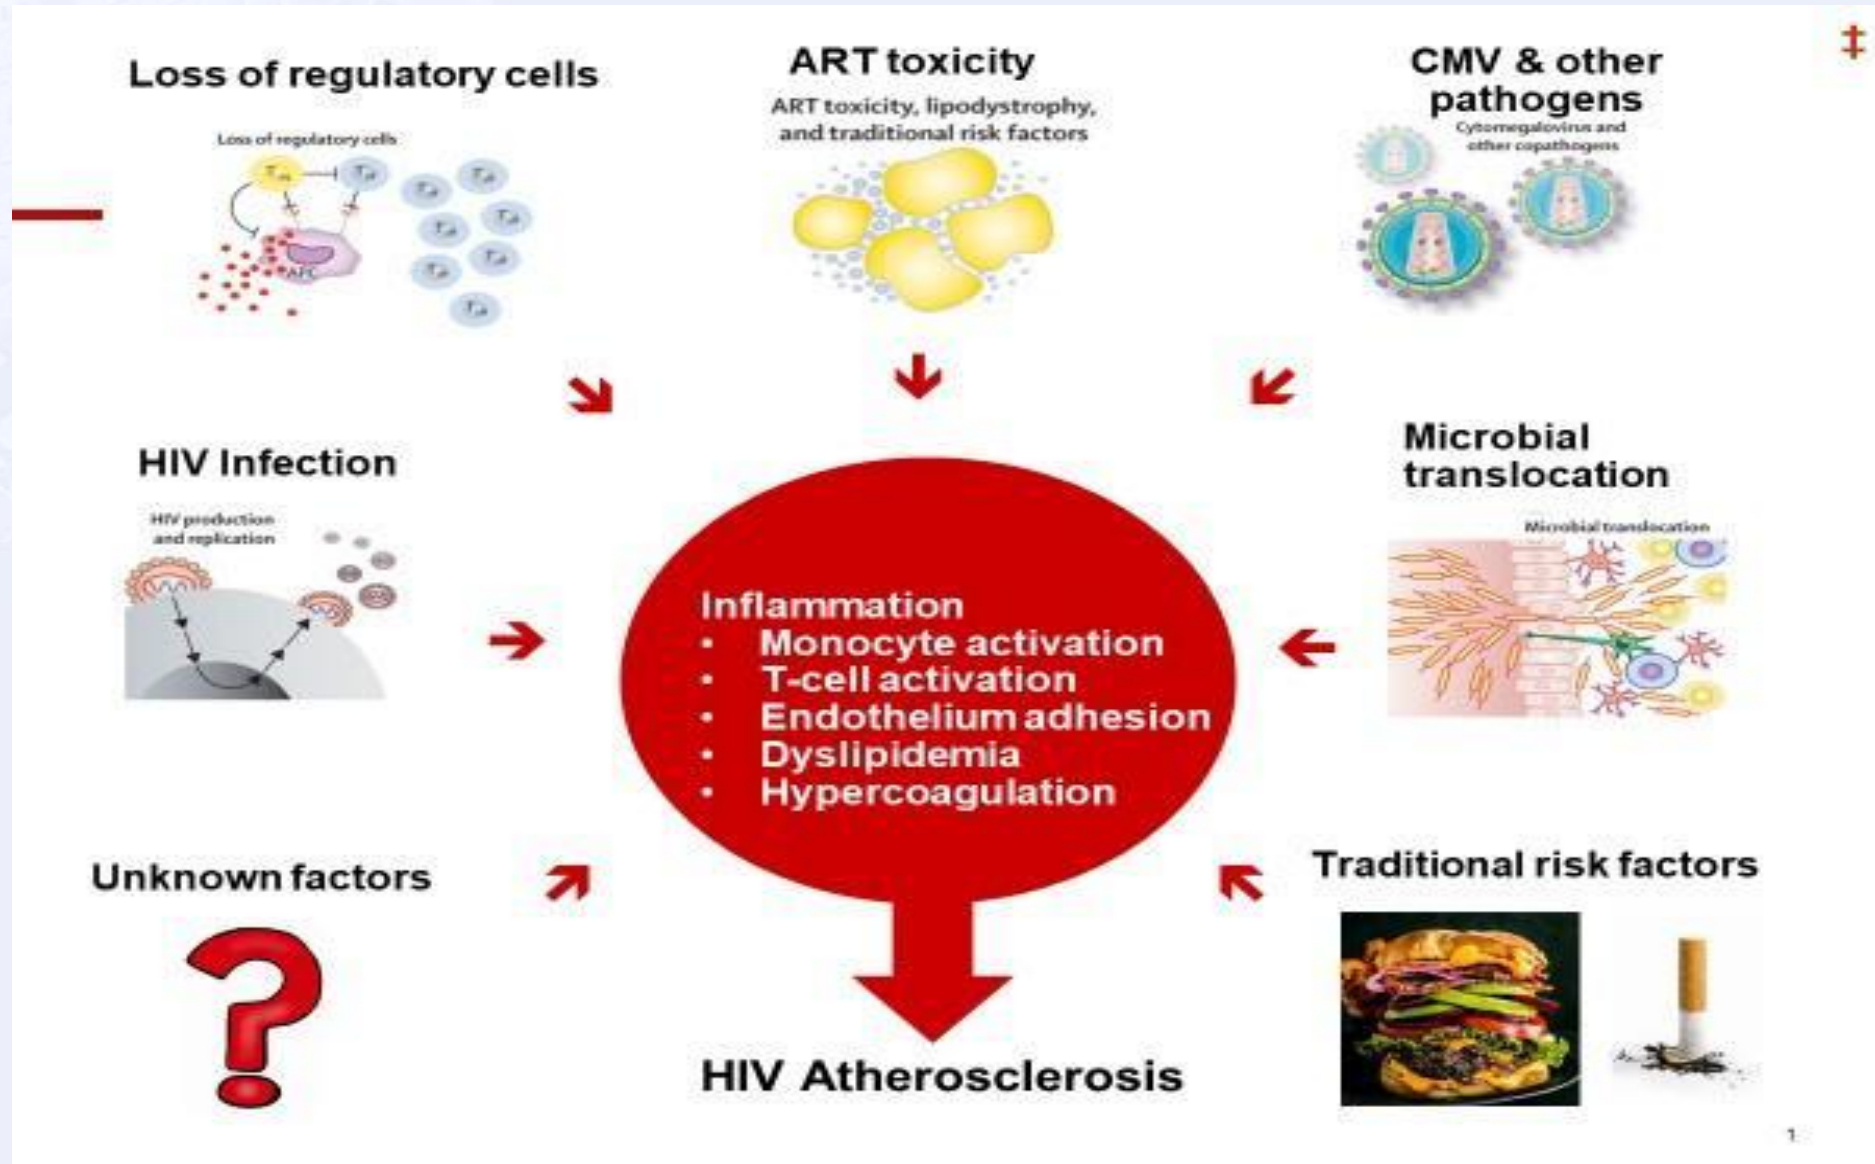 ‡
Loss of regulatory cells
Loss of regulatory cells
APC
ART toxicity
ART toxicity, lipodystrophy,
and traditional risk factors
CMV & other
pathogens
Cytomegalovirus and
other copathogens
HIV Infection
HIV production
and replication
Microbial
translocation
Microbial translocation
Inflammation
• Monocyte activation
• T-cell activation
• Endothelium adhesion
• Dyslipidemia
• Hypercoagulation
Unknown factors
?
Traditional risk factors
HIV Atherosclerosis
1